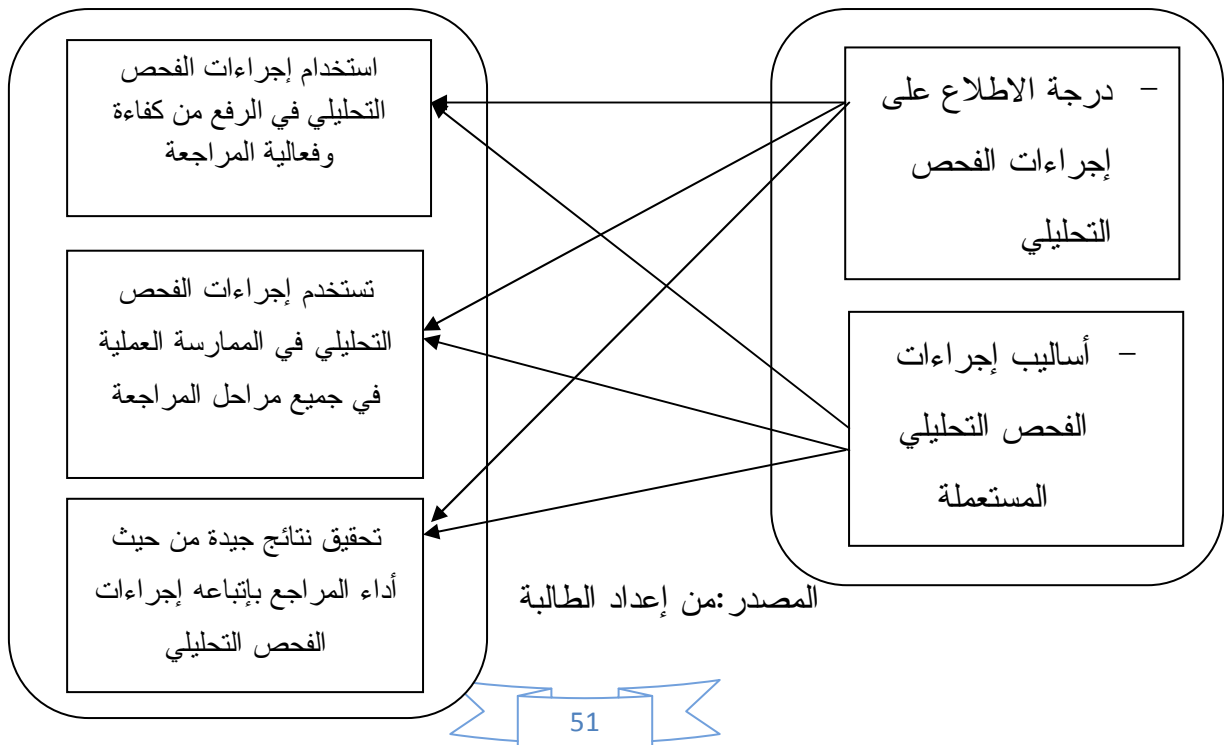 - درجة الاطلاع على
إجراءات الفحص
التحليلي
- أساليب إجراءات
الفحص التحليلي
المستعملة
استخدام إجراءات الفحص
التحليلي في الرفع من كفاءة
وفعالية المراجعة
تستخدم إجراءات الفحص
التحليلي في الممارسة العملية
في جميع مراحل المراجعة
تحقيق نتائج جيدة من حيث
أداء المراجع بإتباعه إجراءات
الفحص التحليلي
المصدر:من إعداد الطالبة
51